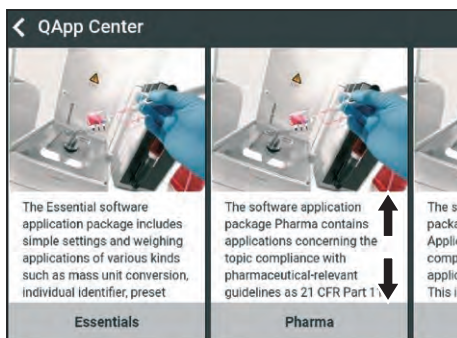 QApp Center
The Essential software
application package includes
simple settings and weighing
applications of various kinds
such as mass unit conversion,
individual identifier, preset
Essentials
The software application
package Pharma contains
applications concerning the
topic compliance with
pharmaceutical-relevant
guidelines as 21 CFR Part 11
Pharma
The s
packa
Applic
comp
applic
This i